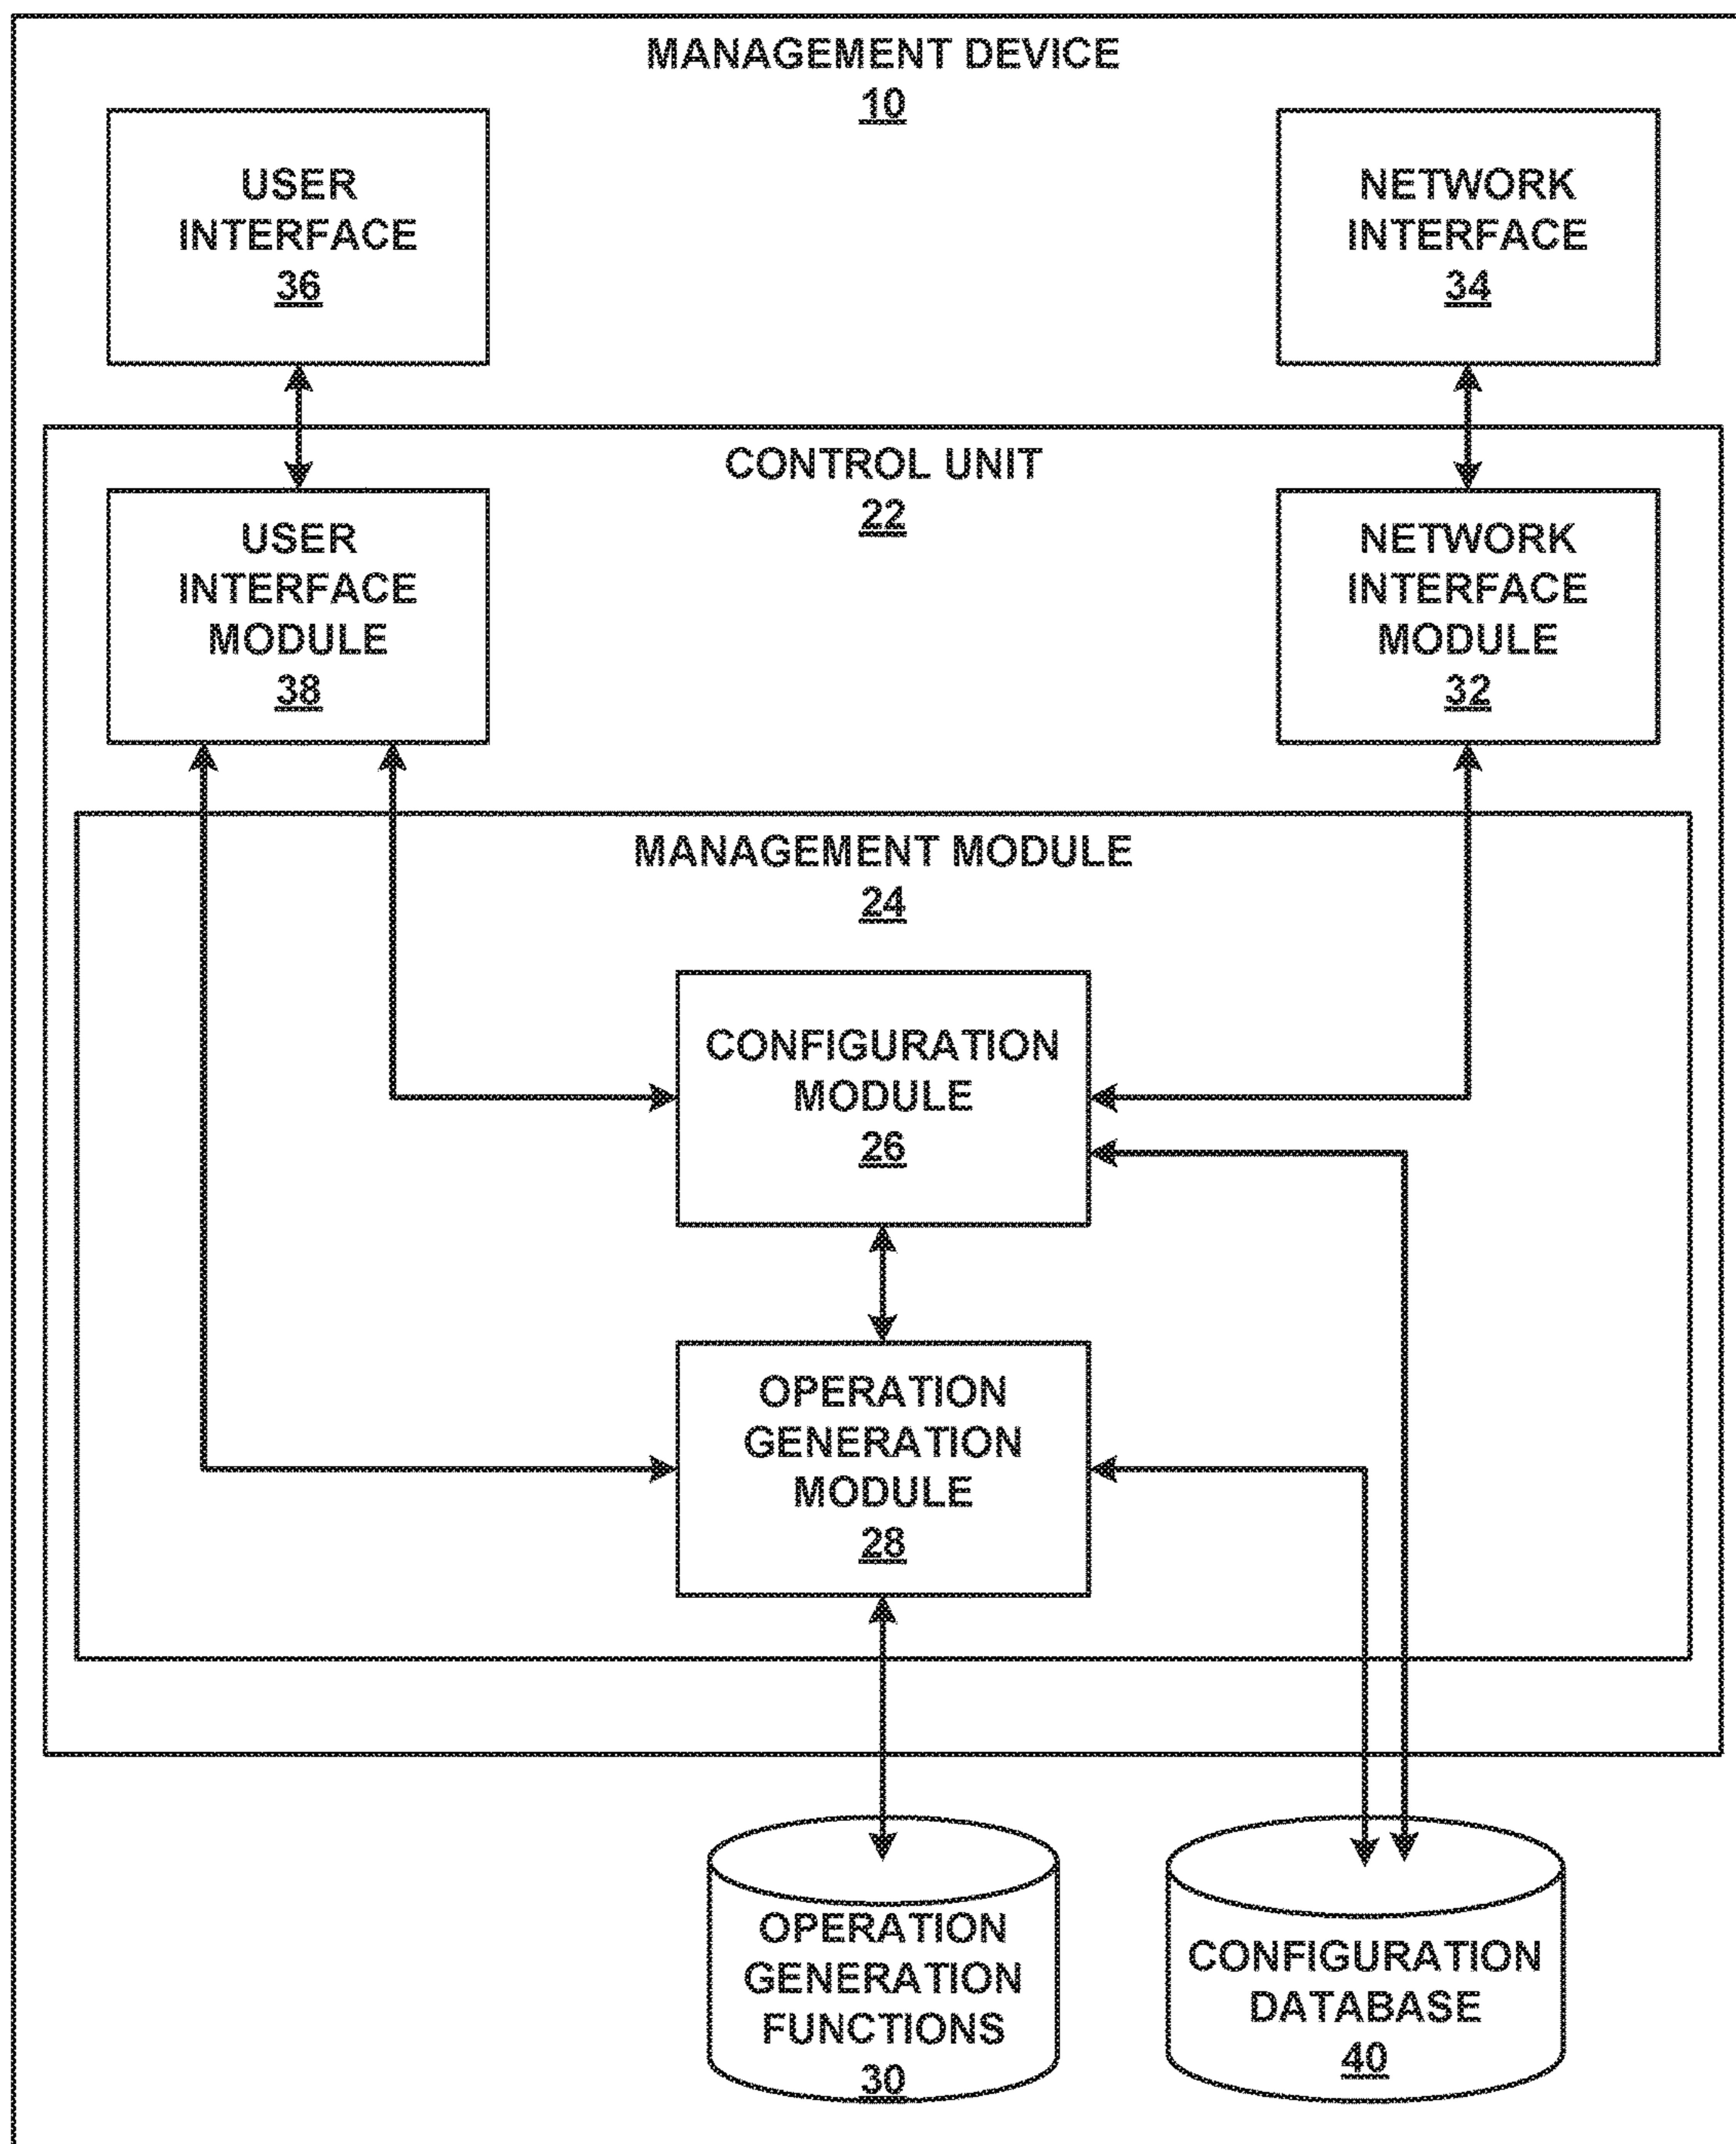 MANAGEMENT DEVICE
10
USER
INTERFACE
36
NETWORK
INTERFACE
34
CONTROL UNIT
22
USER
INTERFACE
MODULE
38
NETWORK
INTERFACE
MODULE
32
MANAGEMENT MODULE
24
CONFIGURATION
MODULE
26
OPERATION
GENERATION
MODULE
28
OPERATION
GENERATION
FUNCTIONS
30
CONFIGURATION
DATABASE
40